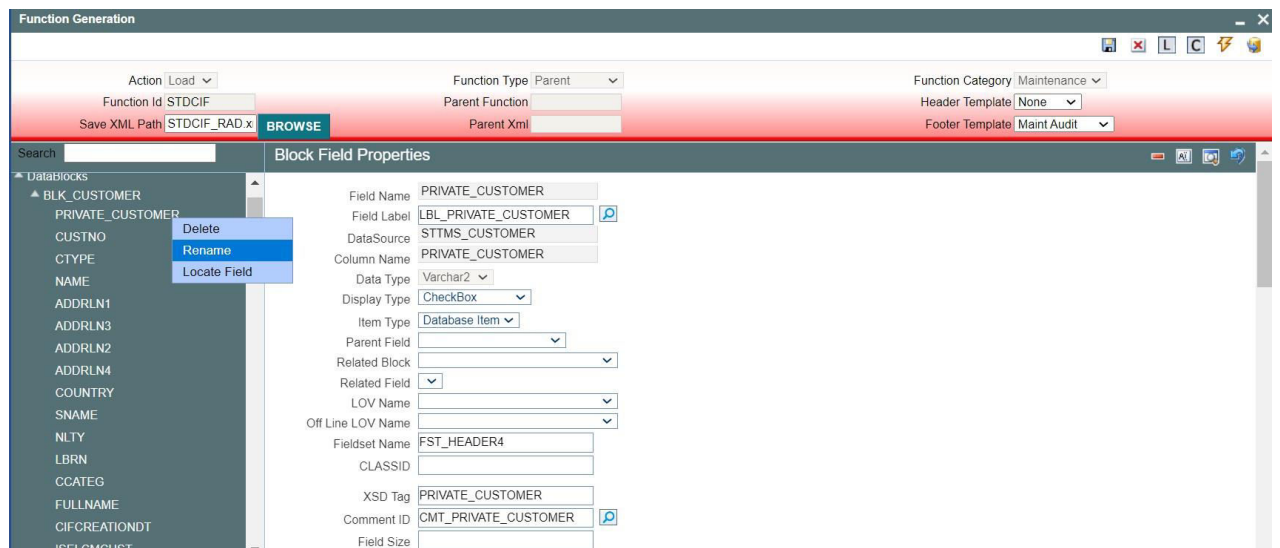 Function Generation
L C
Action Load Function Type Parent Function Category Maintenance
Function Id STDCIF Parent Function Header Template None
Save XML Path STDCIF_RAD.x BROWSE Parent Xml Footer Template Maint Audit
Search Block Field Properties
DataBlocks
BLK_CUSTOMER
PRIVATE_CUSTOMER
CUSTNO
CTYPE
NAME
ADDRLN1
ADDRLN3
ADDRLN2
ADDRLN4
COUNTRY
SNAME
NLTY
LBRN
CCATEG
FULLNAME
CIFCREATIONDT
Delete
Rename
Locate Field
Field Name PRIVATE_CUSTOMER
Field Label LBL_PRIVATE_CUSTOMER
DataSource STTMS_CUSTOMER
Column Name PRIVATE_CUSTOMER
Data Type Varchar2
Display Type CheckBox
Item Type Database Item
Parent Field
Related Block
Related Field
LOV Name
Off Line LOV Name
Fieldset Name FST_HEADER4
CLASSID
XSD Tag PRIVATE_CUSTOMER
Comment ID CMT_PRIVATE_CUSTOMER
Field Size